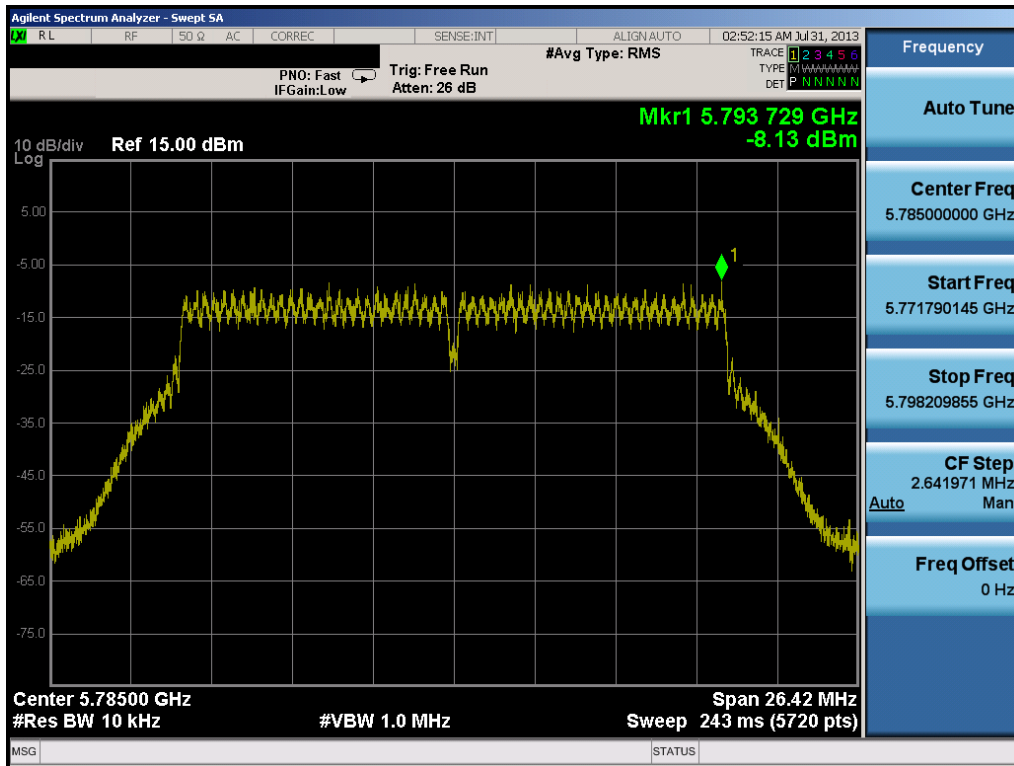 Agilent Spectrum Analyzer - Swept SA
LXI RL RF 50 Ω AC CORREC SENSE:INT ALIGN AUTO 02:52:15 AM Jul 31, 2013
#Avg Type: RMS
TRACE 1 2 3 4 5 6
TYPE M W W W W W
DET P N N N N N
PNO: Fast
IFGain:Low
Trig: Free Run
Atten: 26 dB
Mkr1 5.793 729 GHz
-8.13 dBm
10 dB/div
Log
Ref 15.00 dBm
5.00
-5.00
-15.0
-25.0
-35.0
-45.0
-55.0
-65.0
-75.0
1
Center 5.78500 GHz
Span 26.42 MHz
#Res BW 10 kHz
#VBW 1.0 MHz
Sweep 243 ms (5720 pts)
MSG
STATUS
Frequency
Auto Tune
Center Freq
5.785000000 GHz
Start Freq
5.771790145 GHz
Stop Freq
5.798209855 GHz
CF Step
2.641971 MHz
Auto Man
Freq Offset
0 Hz